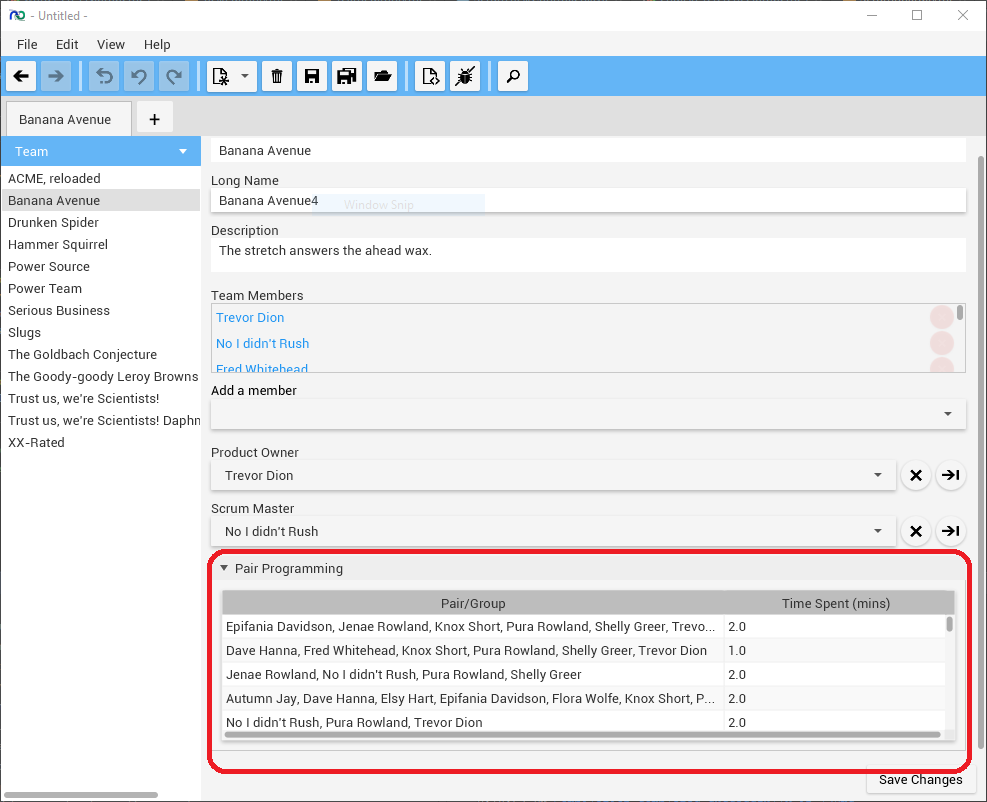 - Untitled -
File Edit View Help
Banana Avenue +
Team
ACME, reloaded
Banana Avenue
Drunken Spider
Hammer Squirrel
Power Source
Power Team
Serious Business
Slugs
The Goldbach Conjecture
The Goody-goody Leroy Browns
Trust us, we're Scientists!
Trust us, we're Scientists! Daphn
XX-Rated
Banana Avenue
Long Name
Banana Avenue4
Window Snip
Description
The stretch answers the ahead wax.
Team Members
Trevor Dion
No I didn't Rush
Fred Whitehead
Add a member
Product Owner
Trevor Dion
Scrum Master
No I didn't Rush
Pair Programming
Pair/Group Time Spent (mins)
Epifania Davidson, Jenae Rowland, Knox Short, Pura Rowland, Shelly Greer, Trevo... 2.0
Dave Hanna, Fred Whitehead, Knox Short, Pura Rowland, Shelly Greer, Trevor Dion 1.0
Jenae Rowland, No I didn't Rush, Pura Rowland, Shelly Greer 2.0
Autumn Jay, Dave Hanna, Elsy Hart, Epifania Davidson, Flora Wolfe, Knox Short, P... 2.0
No I didn't Rush, Pura Rowland, Trevor Dion 2.0
Save Changes